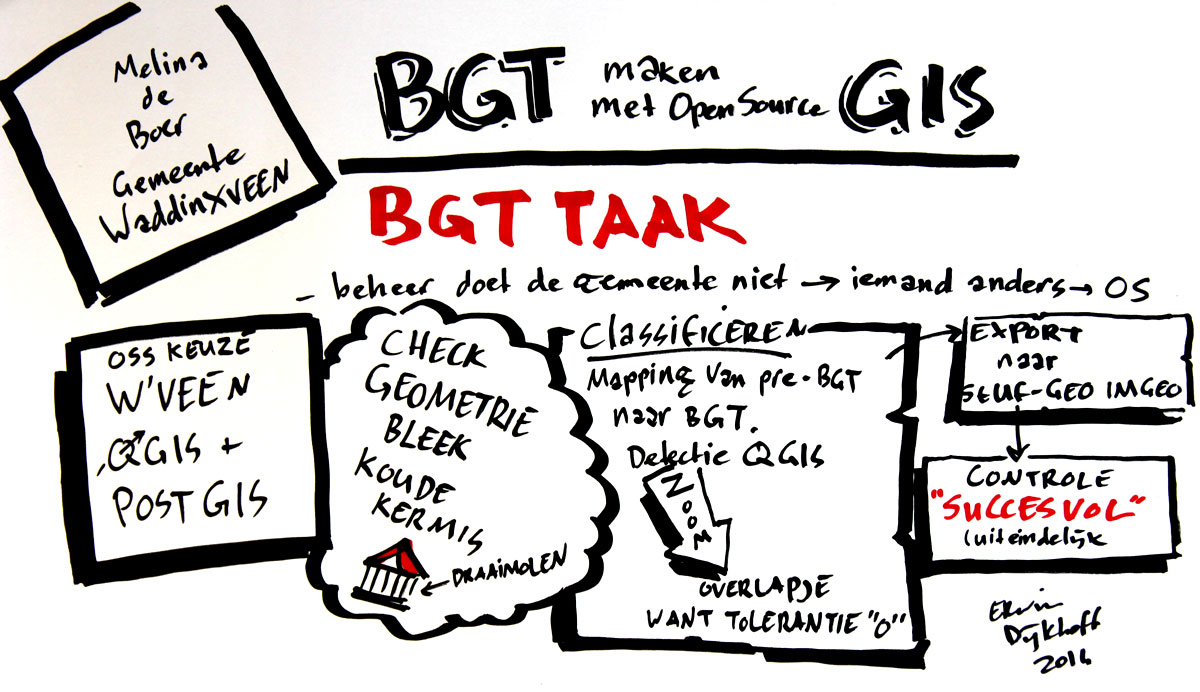 Melina
de
Boer
Gemeente
WaddinXVEEN
BGT maken
met OpenSource GIS
BGT TAAK
- beheer doet de Gemeente niet → iemand anders → OS
OSS KEUZE
W'VEEN
QGIS +
POSTGIS
CHECK
GEOMETRIE
BLEEK
KOUDE
KERMIS
← DRAAIMOLEN
ClassificEREN
Mapping van pre-BGT
naar BGT.
Detectie QGIS
ZOOM
OVERLAPJE
WANT TOLERANTIE "0"
EXPORT
naar
StUF-GEO IMGEO
CONTROLE
"SUCCESVOL"
(uiteindelijk
Erwin
Dijkhoff
2016